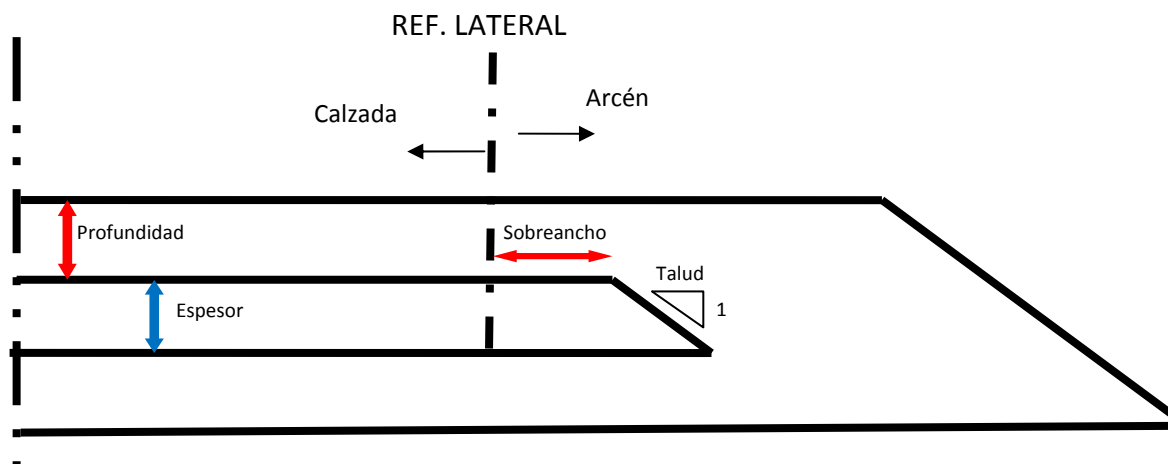 REF. LATERAL
Arcén
Calzada
Profundidad
Sobreancho
Talud
1
Espesor